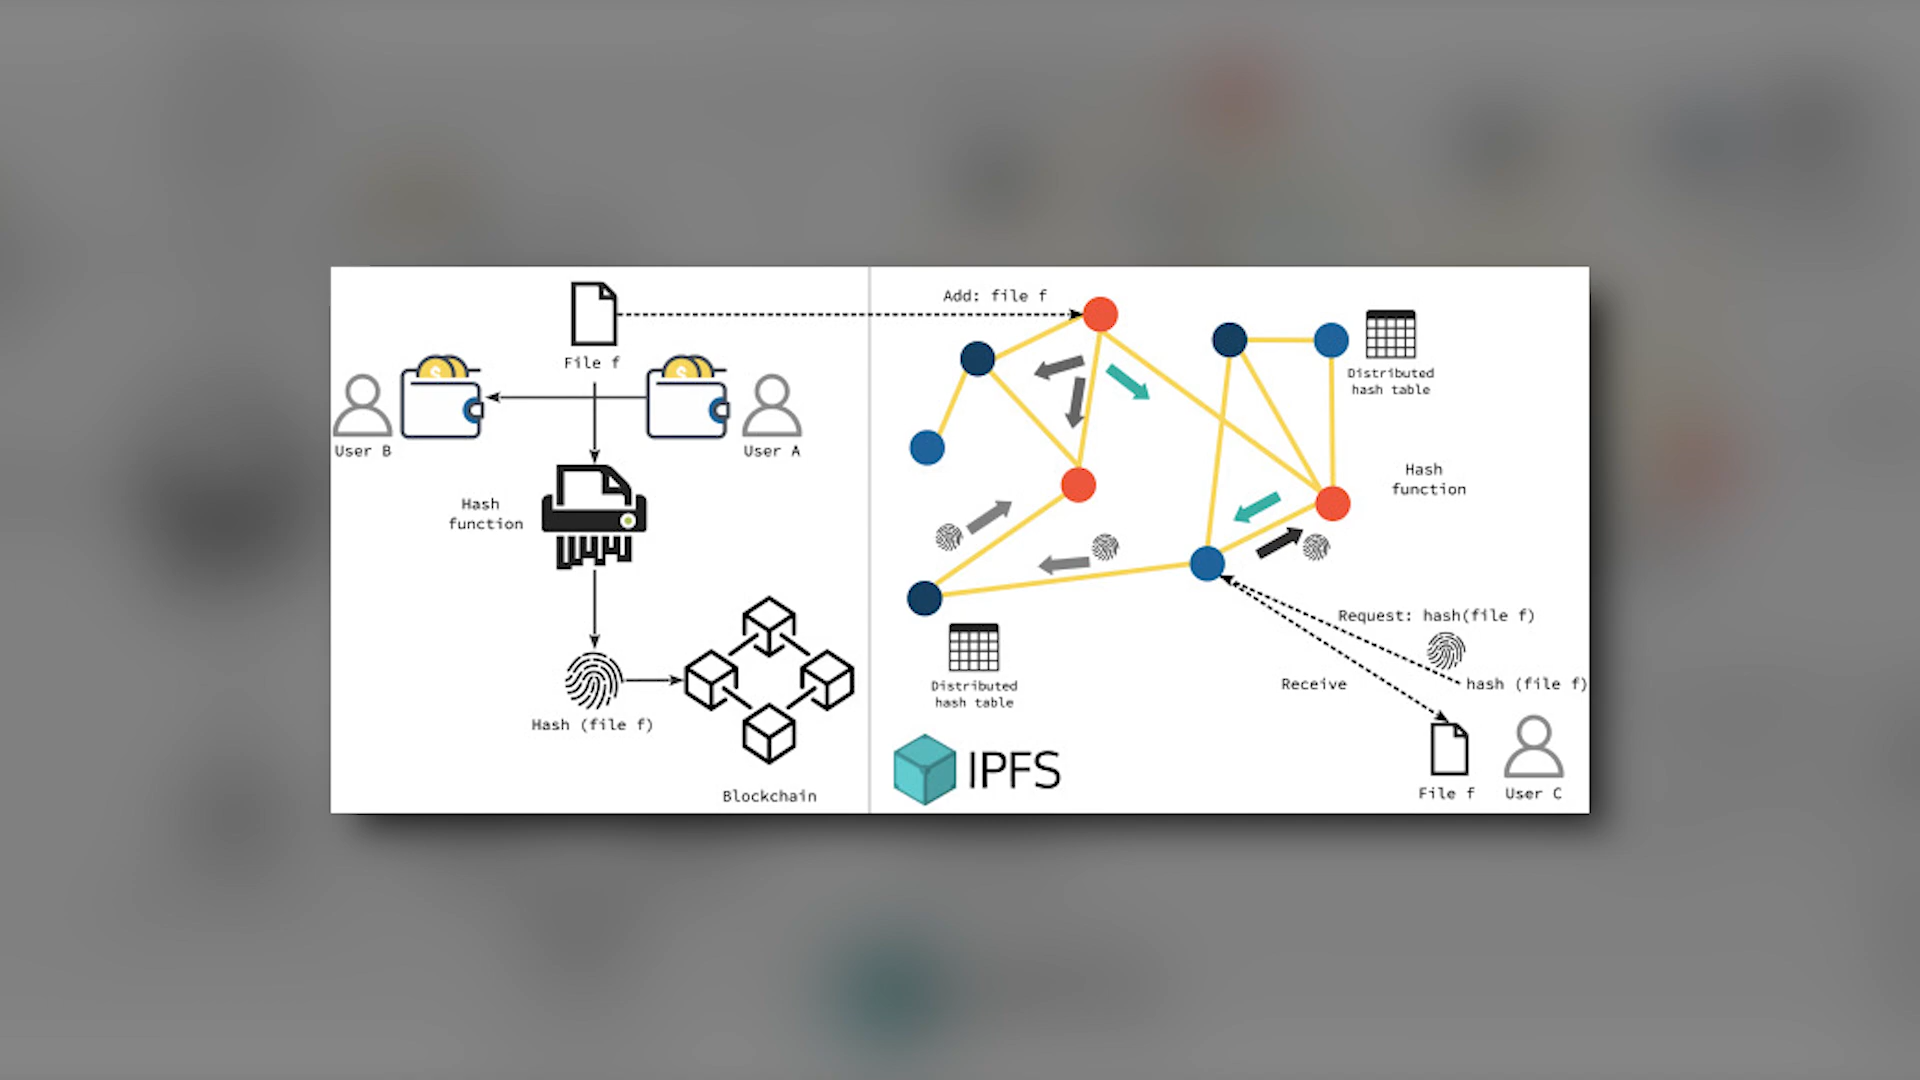 File f
User B
User A
Hash
function
Hash (file f)
Blockchain
Add: file f
Distributed
hash table
Hash
function
Distributed
hash table
Request: hash(file f)
hash (file f)
Receive
IPFS
File f
User C